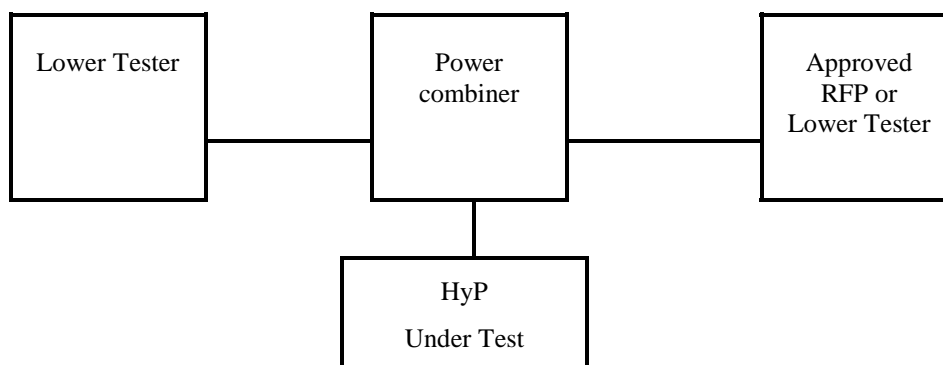 Lower Tester
Power
combiner
Approved
RFP or
Lower Tester
HyP
Under Test